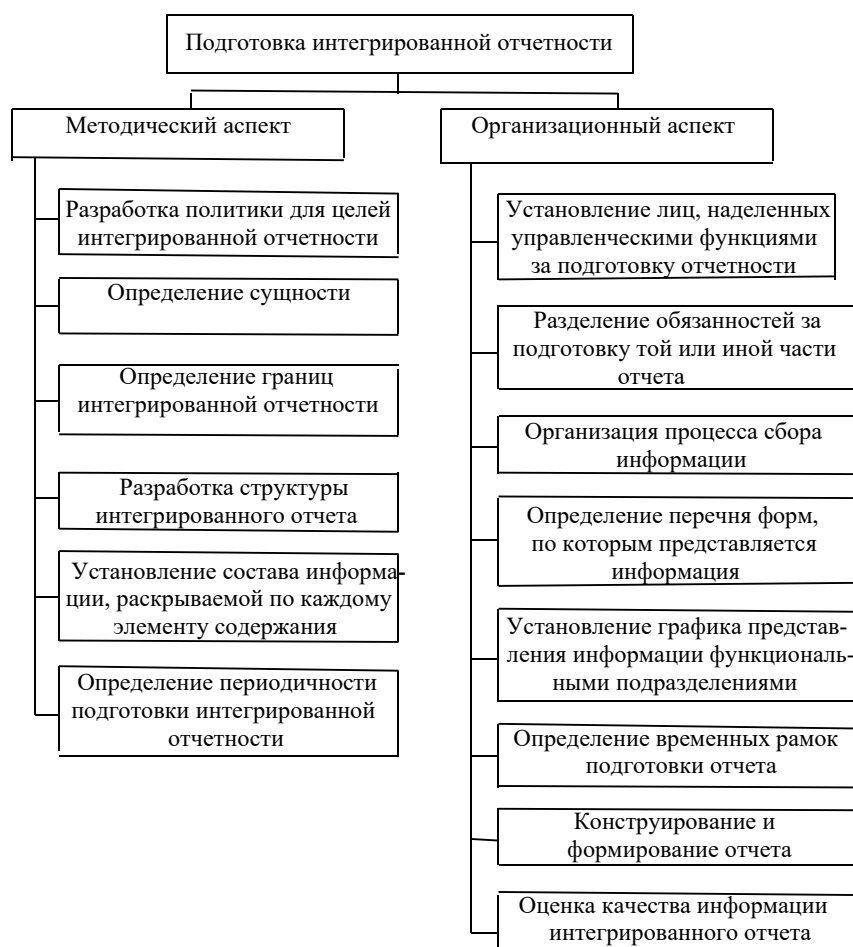 Подготовка интегрированной отчетности
Методический аспект
Разработка политики для целей
интегрированной отчетности
Определение сущности
Определение границ
интегрированной отчетности
Разработка структуры
интегрированного отчета
Установление состава информа-
ции, раскрываемой по каждому
элементу содержания
Определение периодичности
подготовки интегрированной
отчетности
Организационный аспект
Установление лиц, наделенных
управленческими функциями
за подготовку отчетности
Разделение обязанностей за
подготовку той или иной части
отчета
Организация процесса сбора
информации
Определение перечня форм,
по которым представляется
информация
Установление графика представ-
ления информации функциональ-
ными подразделениями
Определение временных рамок
подготовки отчета
Конструирование и
формирование отчета
Оценка качества информации
интегрированного отчета